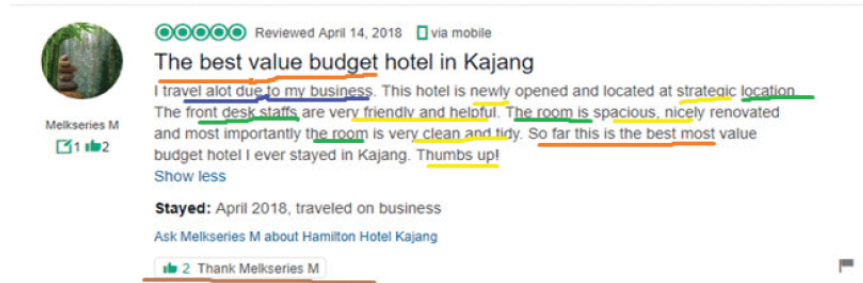 Reviewed April 14, 2018 via mobile
The best value budget hotel in Kajang
I travel alot due to my business. This hotel is newly opened and located at strategic location.
The front desk staffs are very friendly and helpful. The room is spacious, nicely renovated
and most importantly the room is very clean and tidy. So far this is the best most value
budget hotel I ever stayed in Kajang. Thumbs up!
Show less
Melkseries M
1 2
Stayed: April 2018, traveled on business
Ask Melkseries M about Hamilton Hotel Kajang
2 Thank Melkseries M